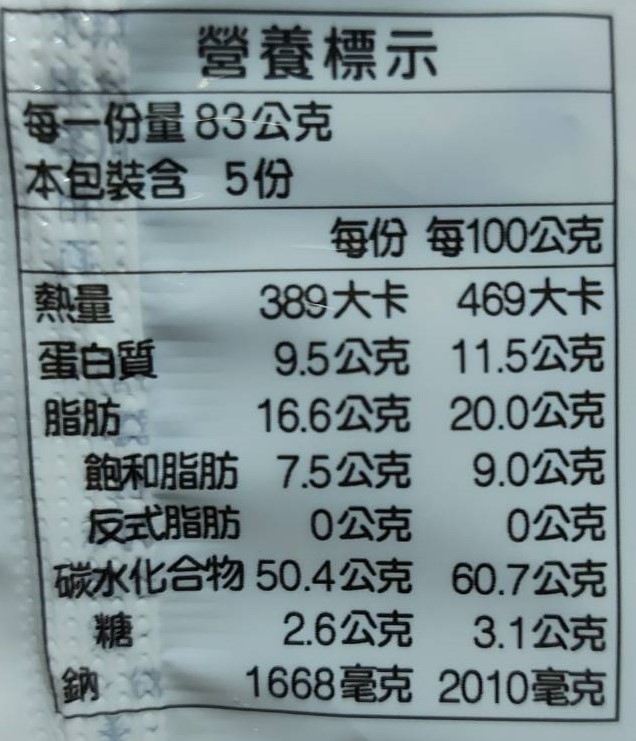 營養標示
每一份量83公克
本包裝含 5份
每份 每100公克
熱量 389大卡 469大卡
蛋白質 9.5公克 11.5公克
脂肪 16.6公克 20.0公克
飽和脂肪 7.5公克 9.0公克
反式脂肪 0公克 0公克
碳水化合物 50.4公克 60.7公克
糖 2.6公克 3.1公克
鈉 1668毫克 2010毫克